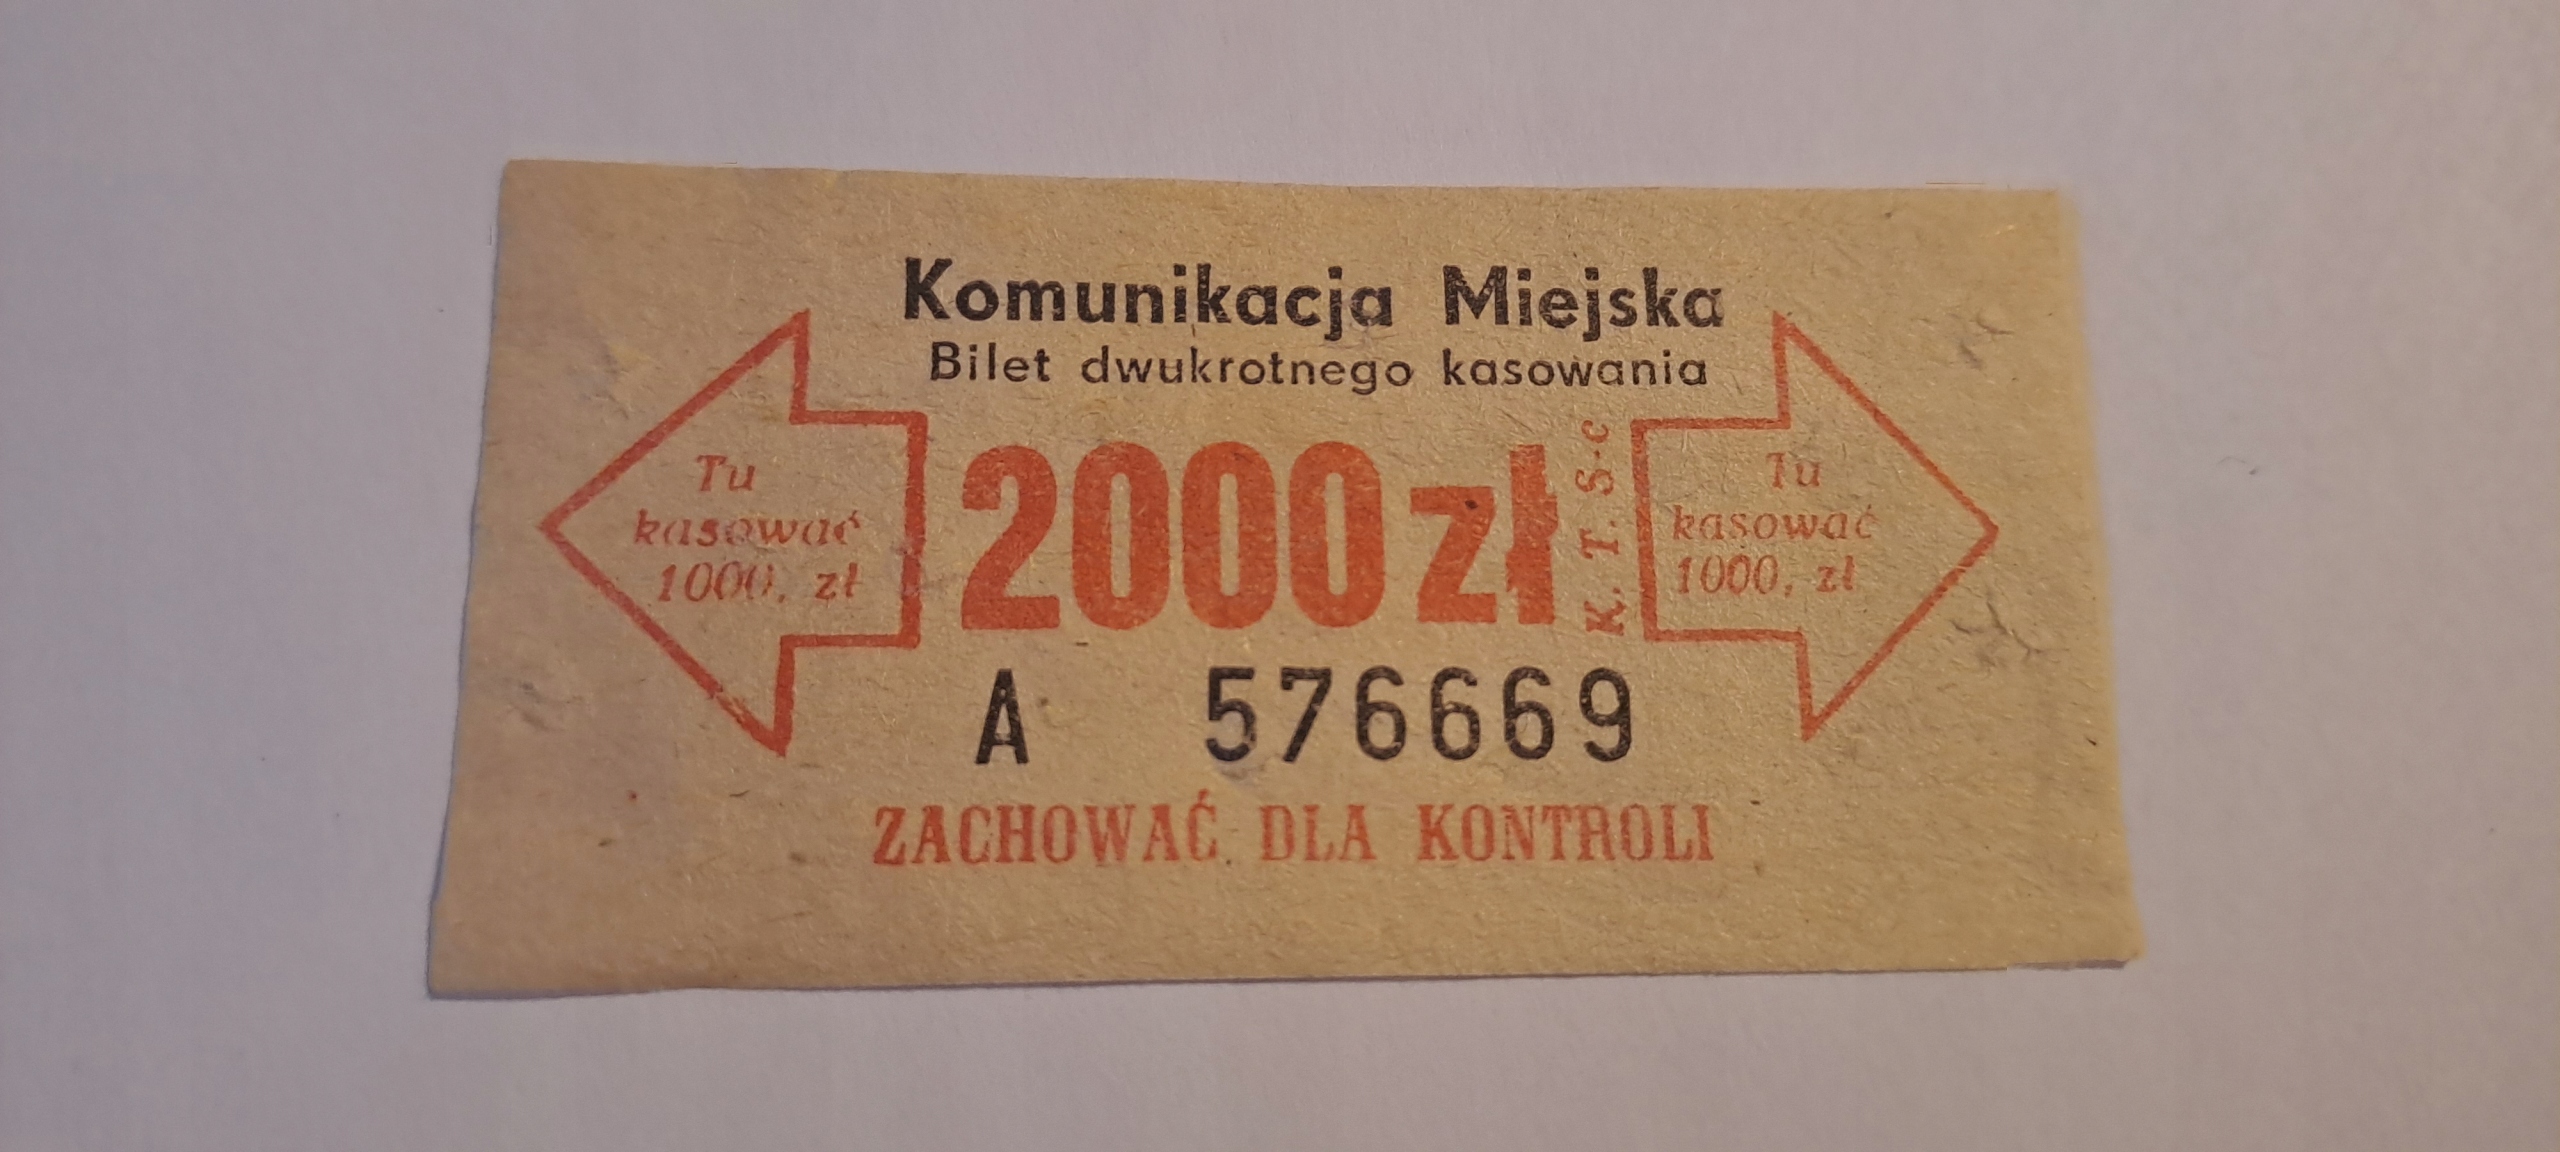 Komunikacja Miejska
Bilet dwukrotnego kasowania
Tu
kasować
1000, zł
2000 zł
K. T. S-c
Tu
kasować
1000, zł
A 576669
ZACHOWAĆ DLA KONTROLI